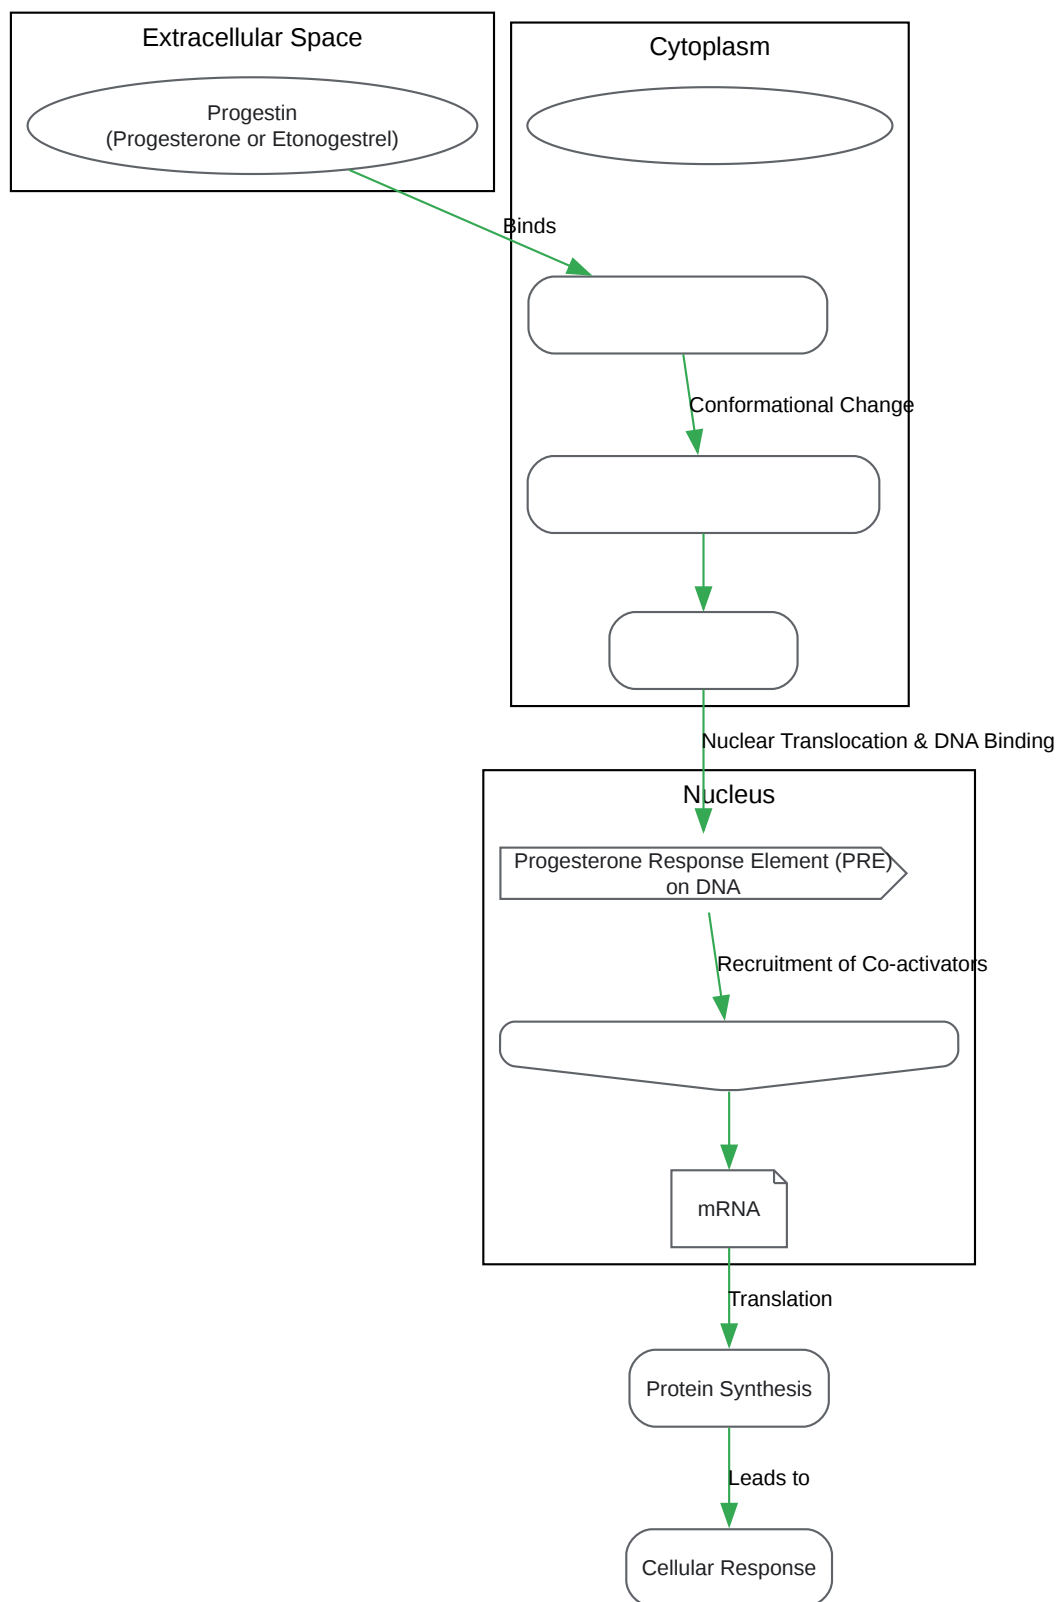 Extracellular Space
Cytoplasm
Progestin
(Progesterone or Etonogestrel)
Binds
Conformational Change
Nuclear Translocation & DNA Binding
Nucleus
Progesterone Response Element (PRE)
on DNA
Recruitment of Co-activators
mRNA
Translation
Protein Synthesis
Leads to
Cellular Response